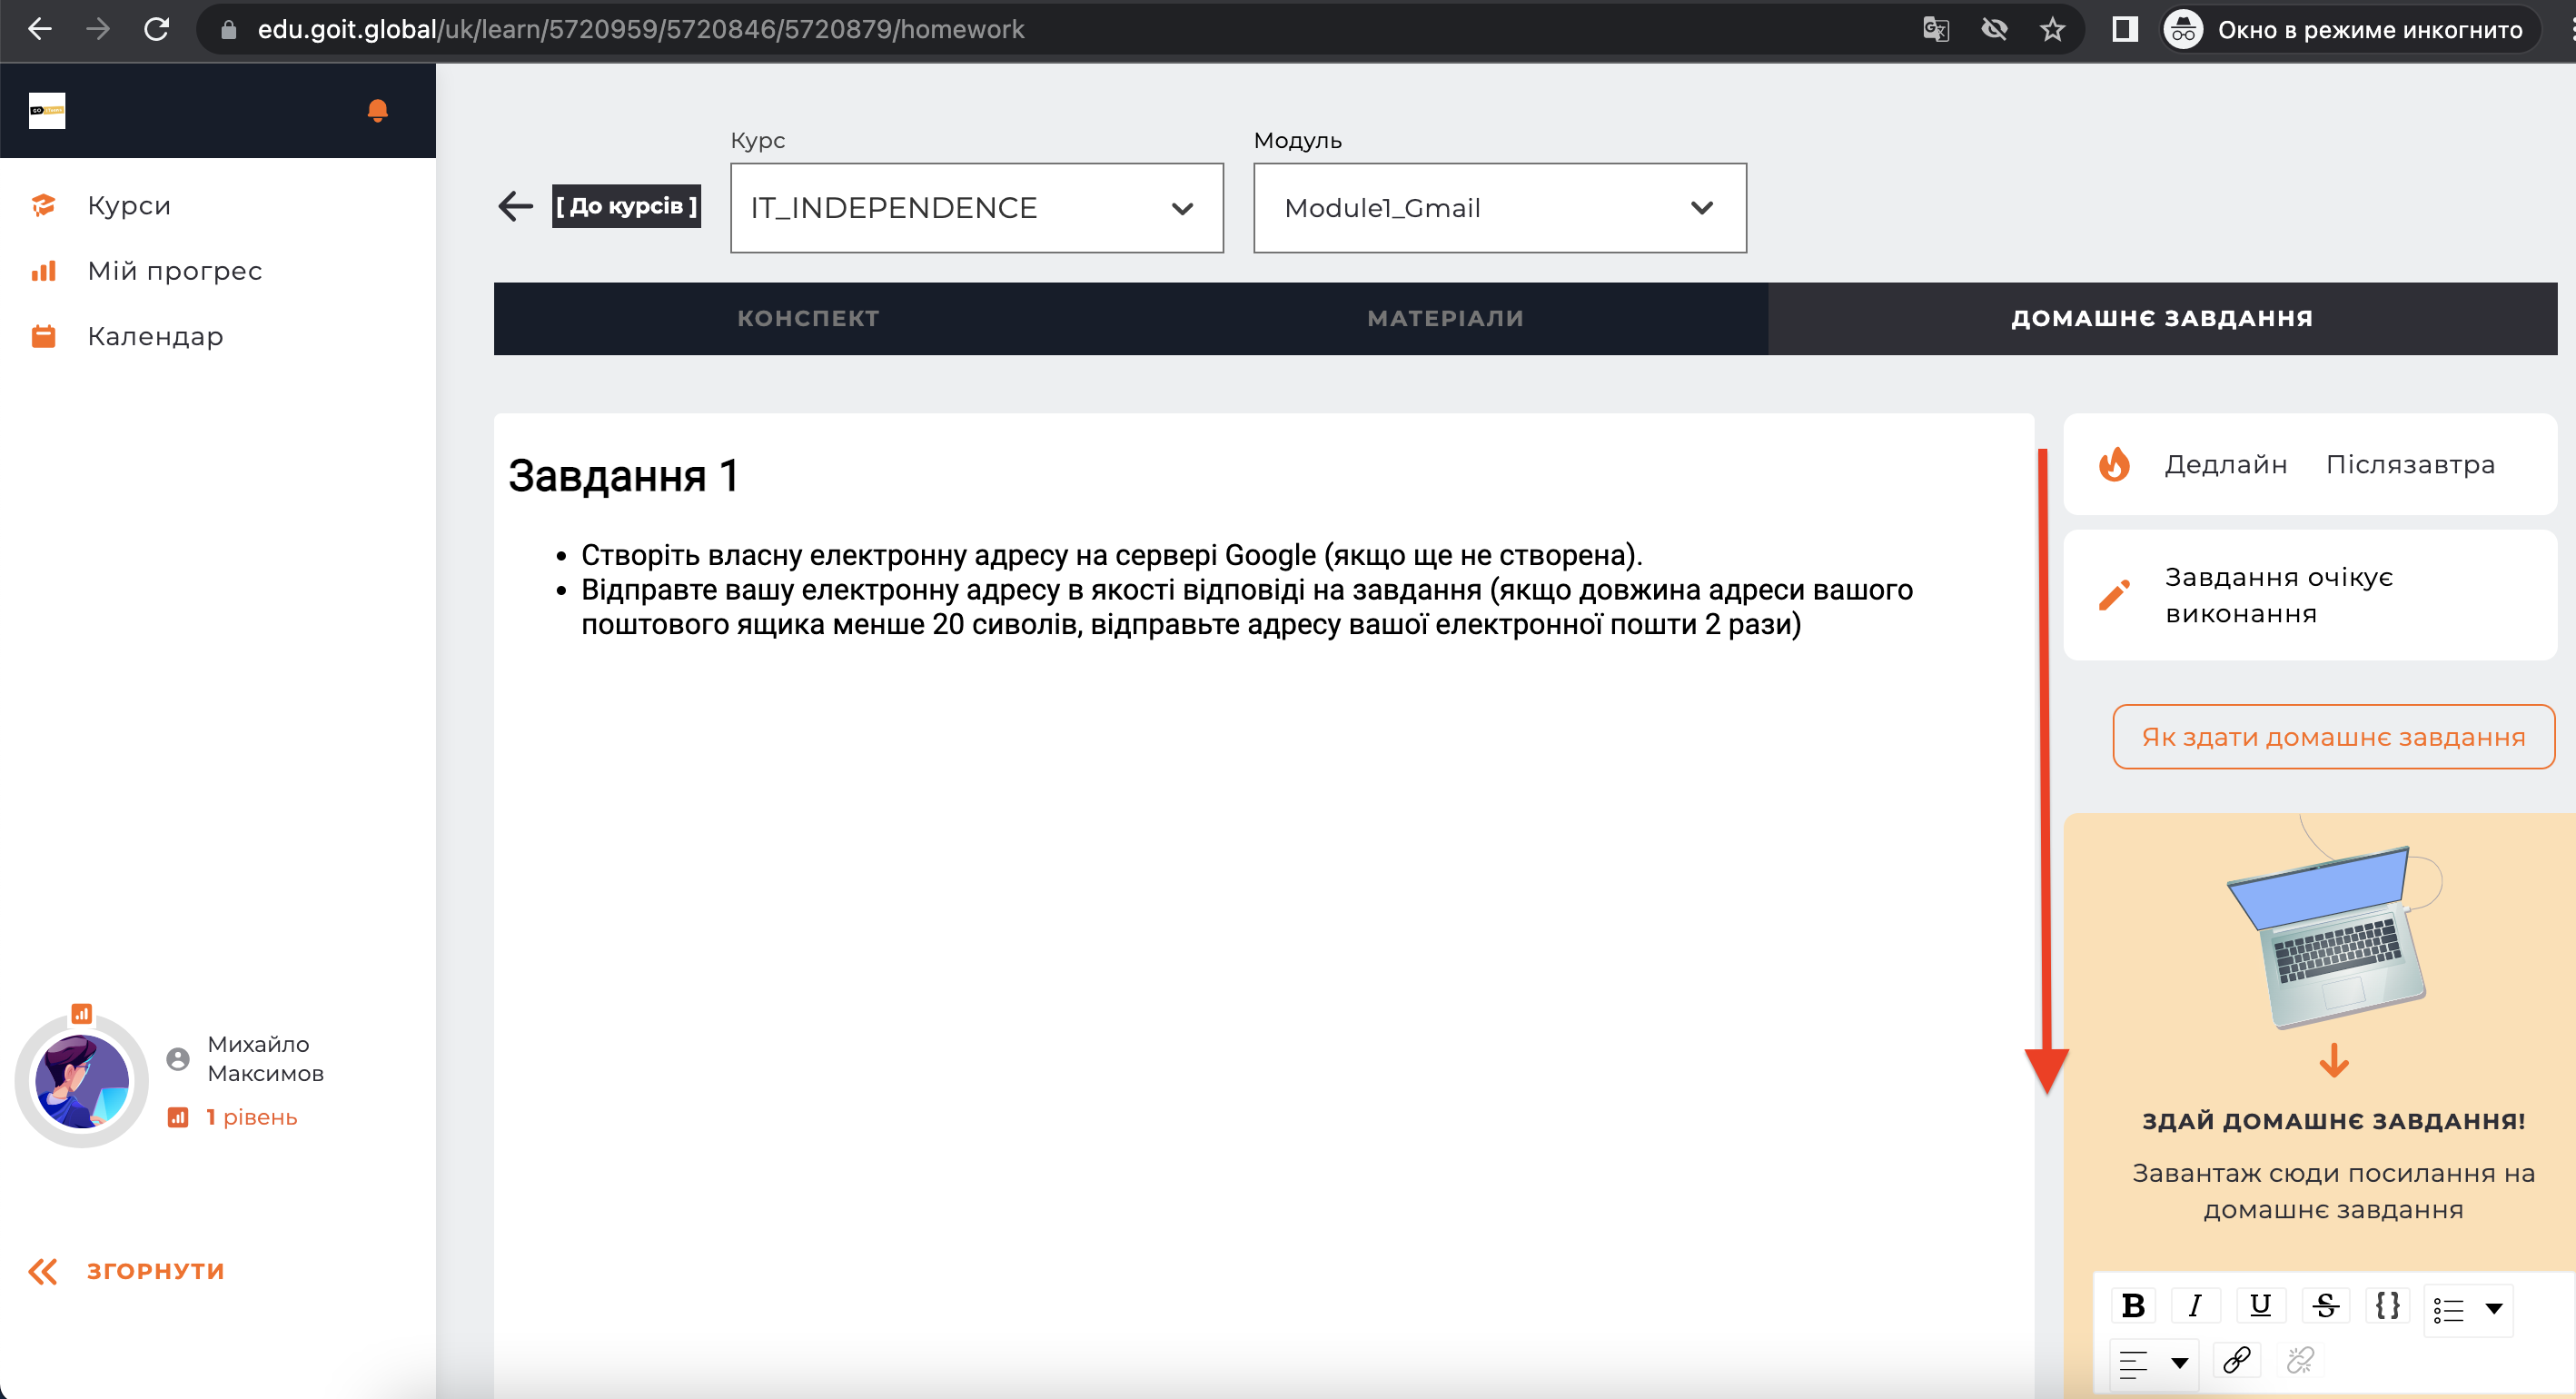 edu.goit.global/uk/learn/5720959/5720846/5720879/homework
Окно в режиме инкогнито
Курси
Мій прогрес
Календар
Михайло
Максимов
1 рівень
ЗГОРНУТИ
Курс
Модуль
[ До курсів ]
IT_INDEPENDENCE
Module1_Gmail
КОНСПЕКТ
МАТЕРІАЛИ
ДОМАШНЄ ЗАВДАННЯ
Завдання 1
• Створіть власну електронну адресу на сервері Google (якщо ще не створена).
• Відправте вашу електронну адресу в якості відповіді на завдання (якщо довжина адреси вашого
поштового ящика менше 20 сиволів, відправьте адресу вашої електронної пошти 2 рази)
Дедлайн Післязавтра
Завдання очікує
виконання
Як здати домашнє завдання
ЗДАЙ ДОМАШНЄ ЗАВДАННЯ!
Завантаж сюди посилання на
домашнє завдання
B I U S {}